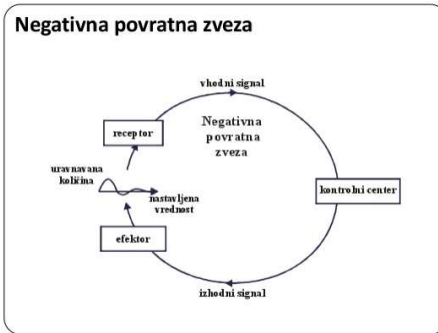 Negativna povratna zveza
vhodni signal
Negativna
povratna
zveza
receptor
uravnavana
količina
nastavljena
vrednost
kontrolni center
efektor
izhodni signal